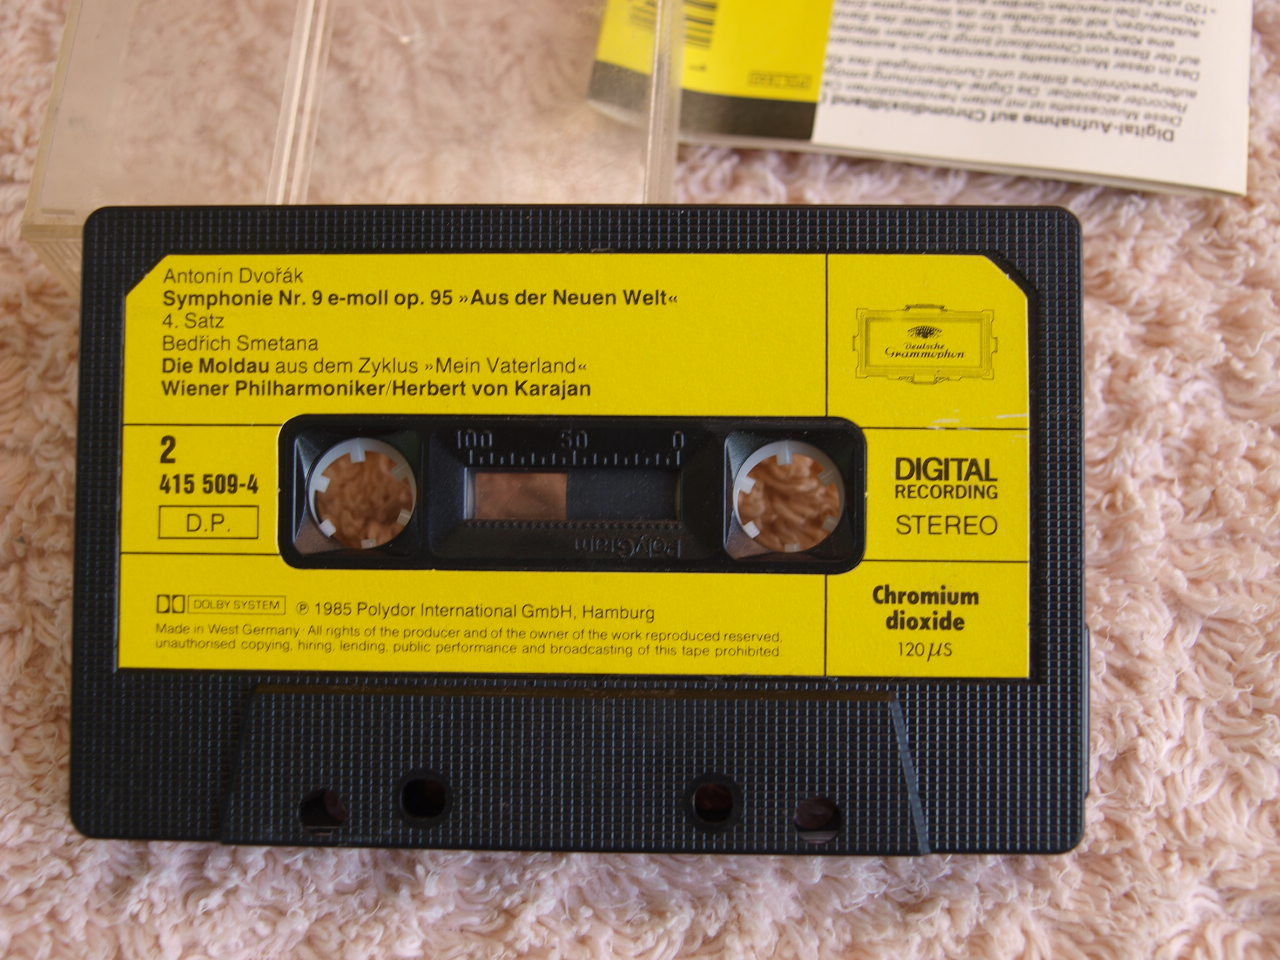 Antonín Dvořák
Symphonie Nr. 9 e-moll op. 95 »Aus der Neuen Welt«
4. Satz
Bedřich Smetana
Die Moldau aus dem Zyklus »Mein Vaterland«
Wiener Philharmoniker/Herbert von Karajan
Deutsche
Grammophon
2
415 509-4
D.P.
100 50 0
PolyGram
DIGITAL
RECORDING
STEREO
DOLBY SYSTEM ℗ 1985 Polydor International GmbH, Hamburg
Made in West Germany · All rights of the producer and of the owner of the work reproduced reserved,
unauthorised copying, hiring, lending, public performance and broadcasting of this tape prohibited.
Chromium
dioxide
120 µs
Digital-Aufnahme auf Chromdioxidband